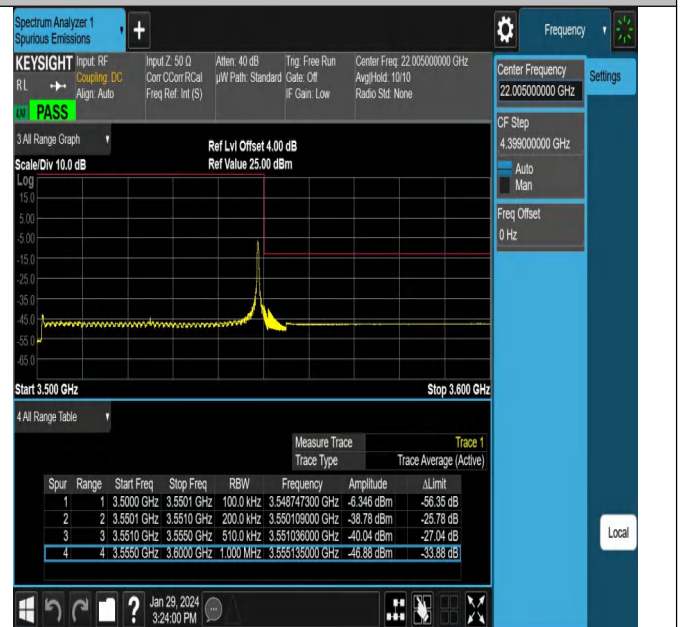 Spectrum Analyzer 1
Spurious Emissions
+
Frequency
KEYSIGHT
RL
Input: RF
Coupling: DC
Align: Auto
Input Z: 50 Ω
Corr CCorr RCal
Freq Ref: Int (S)
Atten: 40 dB
µW Path: Standard
Trig: Free Run
Gate: Off
IF Gain: Low
Center Freq: 22.005000000 GHz
Avg|Hold: 10/10
Radio Std: None
PASS
Center Frequency
22.005000000 GHz
Settings
CF Step
4.399000000 GHz
Auto
Man
Freq Offset
0 Hz
3 All Range Graph
Scale/Div 10.0 dB
Ref Lvl Offset 4.00 dB
Ref Value 25.00 dBm
Log
15.0
5.00
-5.00
-15.0
-25.0
-35.0
-45.0
-55.0
-65.0
Start 3.500 GHz
Stop 3.600 GHz
4 All Range Table
Measure Trace Trace 1
Trace Type Trace Average (Active)
Spur Range Start Freq Stop Freq RBW Frequency Amplitude ∆Limit
1 1 3.5000 GHz 3.5501 GHz 100.0 kHz 3.548747300 GHz -6.346 dBm -56.35 dB
2 2 3.5501 GHz 3.5510 GHz 200.0 kHz 3.550109000 GHz -38.78 dBm -25.78 dB
3 3 3.5510 GHz 3.5550 GHz 510.0 kHz 3.551036000 GHz -40.04 dBm -27.04 dB
4 4 3.5550 GHz 3.6000 GHz 1.000 MHz 3.555135000 GHz -46.88 dBm -33.88 dB
Local
?
Jan 29, 2024
3:24:00 PM